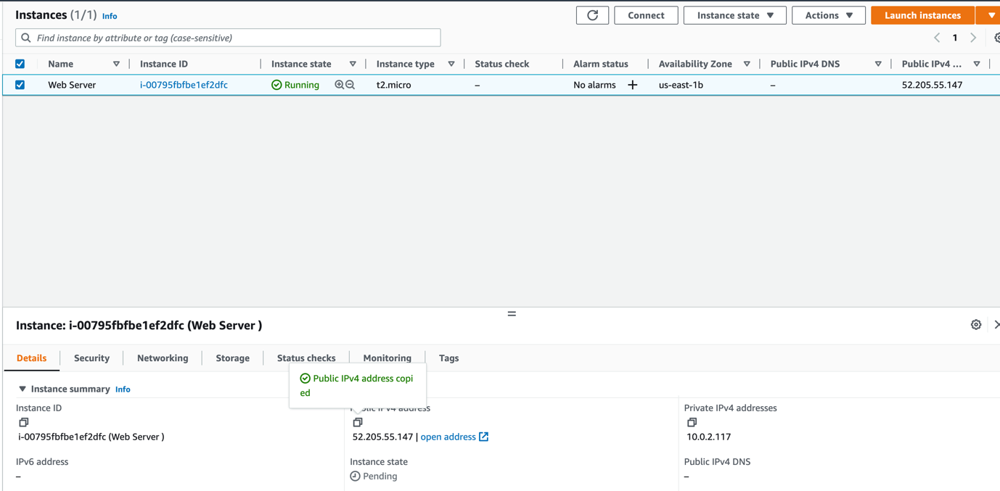 Instances (1/1) Info
Connect Instance state Actions Launch instances
Find instance by attribute or tag (case-sensitive)
1
Name Instance ID Instance state Instance type Status check Alarm status Availability Zone Public IPv4 DNS Public IPv4 ...
Web Server i-00795fbfbe1ef2dfc Running t2.micro – No alarms + us-east-1b – 52.205.55.147
Instance: i-00795fbfbe1ef2dfc (Web Server )
Details Security Networking Storage Status checks Monitoring Tags
Public IPv4 address copi
ed
Instance summary Info
Instance ID Public IPv4 address Private IPv4 addresses
i-00795fbfbe1ef2dfc (Web Server ) 52.205.55.147 | open address 10.0.2.117
IPv6 address Instance state Public IPv4 DNS
– Pending –